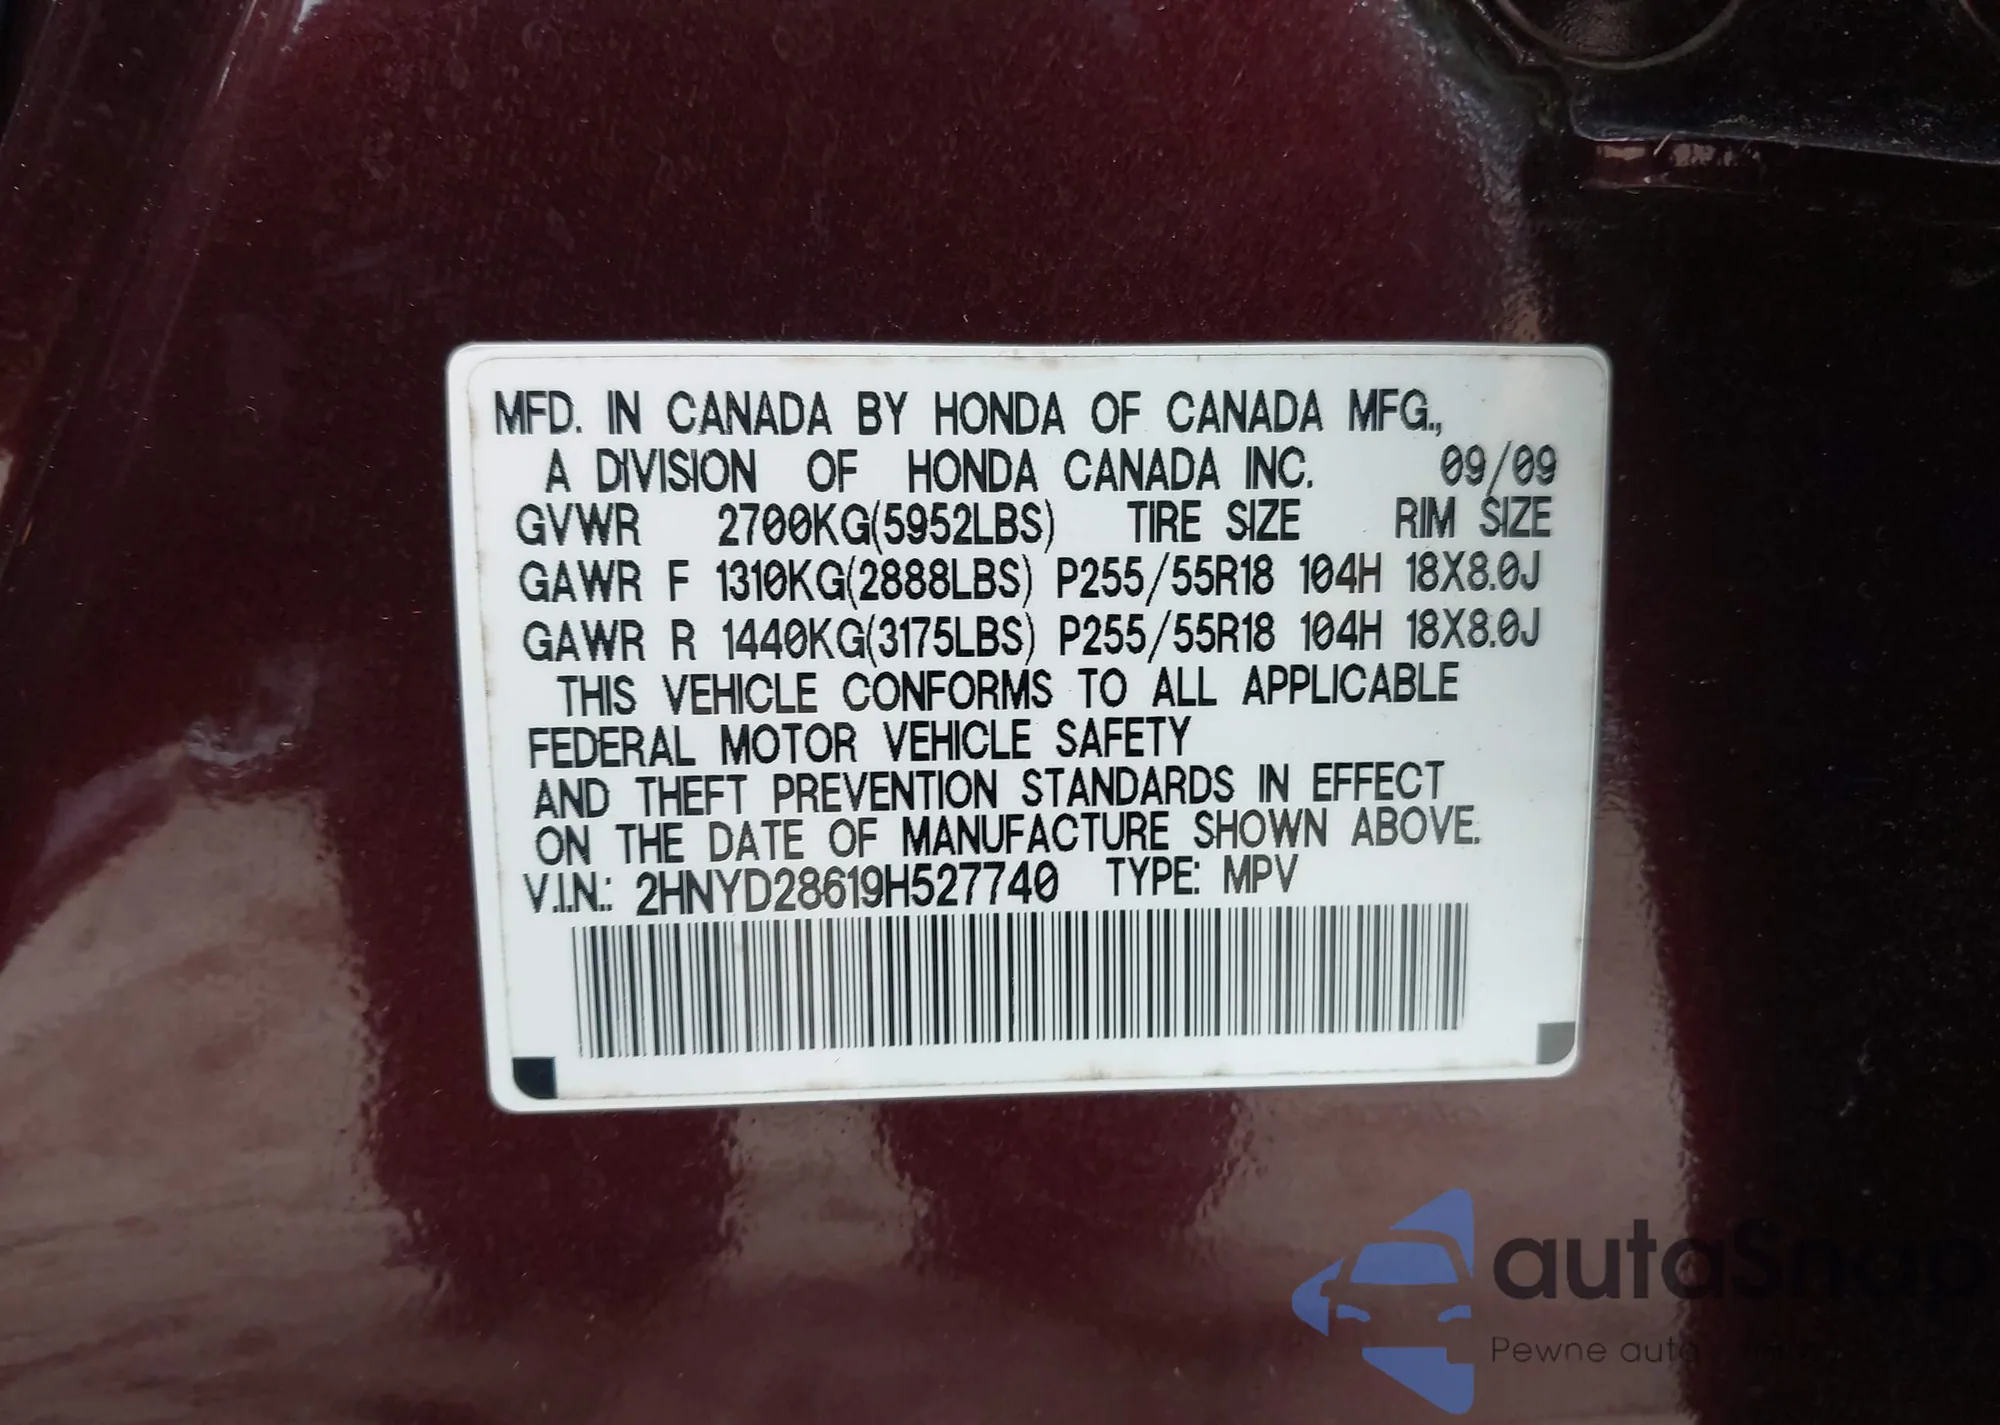 MFD. IN CANADA BY HONDA OF CANADA MFG.,
A DIVISION OF HONDA CANADA INC. 09/09
GVWR 2700KG(5952LBS) TIRE SIZE RIM SIZE
GAWR F 1310KG(2888LBS) P255/55R18 104H 18X8.0J
GAWR R 1440KG(3175LBS) P255/55R18 104H 18X8.0J
THIS VEHICLE CONFORMS TO ALL APPLICABLE
FEDERAL MOTOR VEHICLE SAFETY
AND THEFT PREVENTION STANDARDS IN EFFECT
ON THE DATE OF MANUFACTURE SHOWN ABOVE.
V.I.N.: 2HNYD28619H527740 TYPE: MPV
autaSnap
Pewne auta